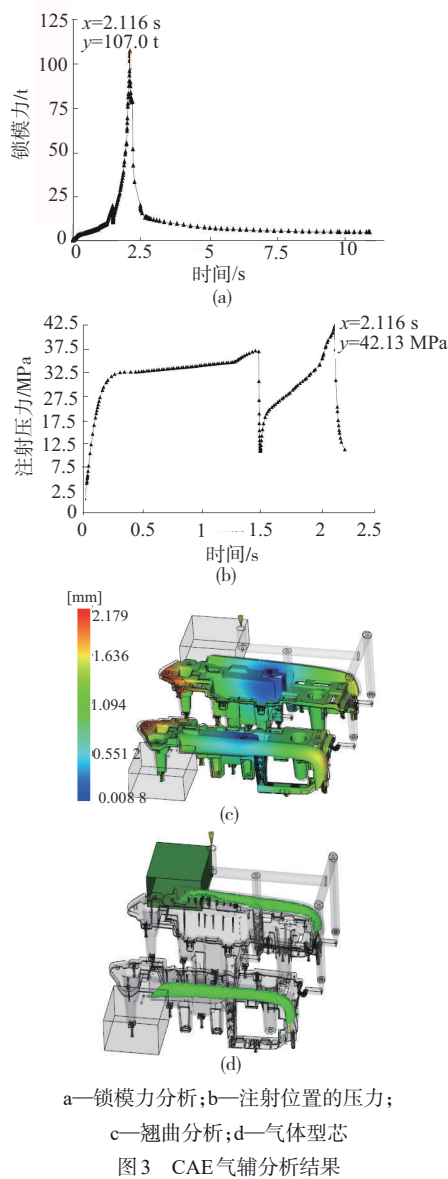 x=2.116 s
y=107.0 t
125
100
75
50
25
0
锁模力/t
0
2.5
5
7.5
10
时间/s
(a)
42.5
37.5
32.5
27.5
22.5
17.5
12.5
7.5
2.5
0
注射压力/MPa
x=2.116 s
y=42.13 MPa
0
0.5
1
1.5
2
2.5
时间/s
(b)
[mm]
2.179
1.636
1.094
0.551 2
0.008 8
(c)
(d)
a—锁模力分析;b—注射位置的压力;
c—翘曲分析;d—气体型芯
图3 CAE气辅分析结果